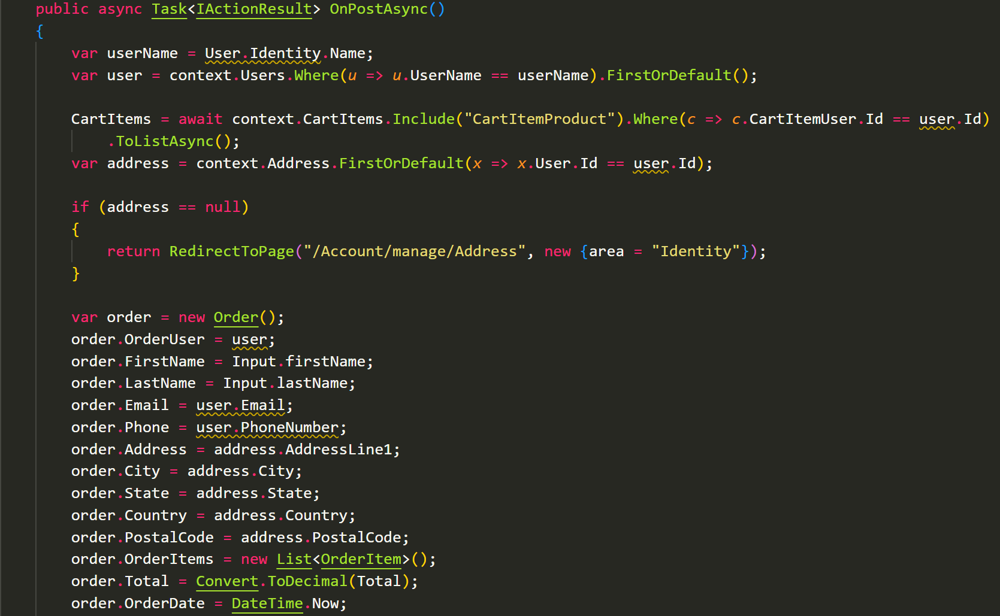 public async Task<IActionResult> OnPostAsync()
{
var userName = User.Identity.Name;
var user = context.Users.Where(u => u.UserName == userName).FirstOrDefault();
CartItems = await context.CartItems.Include("CartItemProduct").Where(c => c.CartItemUser.Id == user.Id)
.ToListAsync();
var address = context.Address.FirstOrDefault(x => x.User.Id == user.Id);
if (address == null)
{
return RedirectToPage("/Account/manage/Address", new {area = "Identity"});
}
var order = new Order();
order.OrderUser = user;
order.FirstName = Input.firstName;
order.LastName = Input.lastName;
order.Email = user.Email;
order.Phone = user.PhoneNumber;
order.Address = address.AddressLine1;
order.City = address.City;
order.State = address.State;
order.Country = address.Country;
order.PostalCode = address.PostalCode;
order.OrderItems = new List<OrderItem>();
order.Total = Convert.ToDecimal(Total);
order.OrderDate = DateTime.Now;